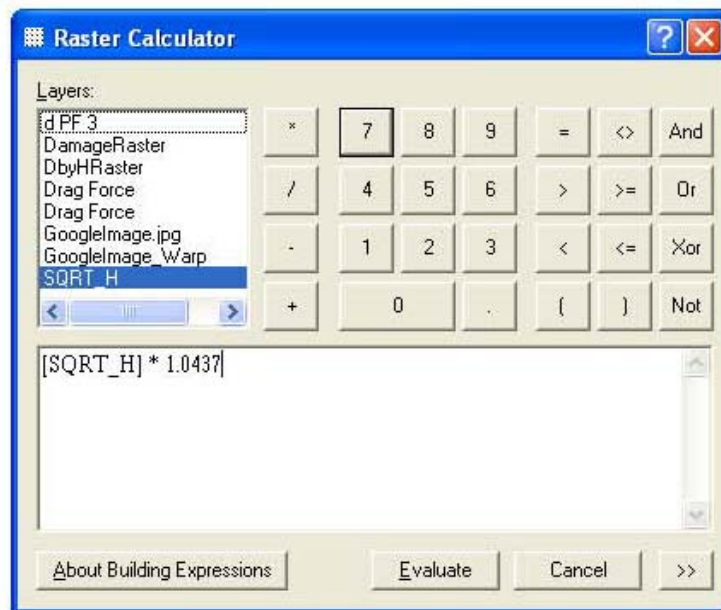 Raster Calculator
Layers:
d PF 3
DamageRaster
DbyHRaster
Drag Force
Drag Force
GoogleImage.jpg
GoogleImage_Warp
SQRT_H
* 7 8 9 = <> And
/ 4 5 6 > >= Or
- 1 2 3 < <= Xor
+ 0 . ( ) Not
[SQRT_H] * 1.0437
About Building Expressions Evaluate Cancel >>